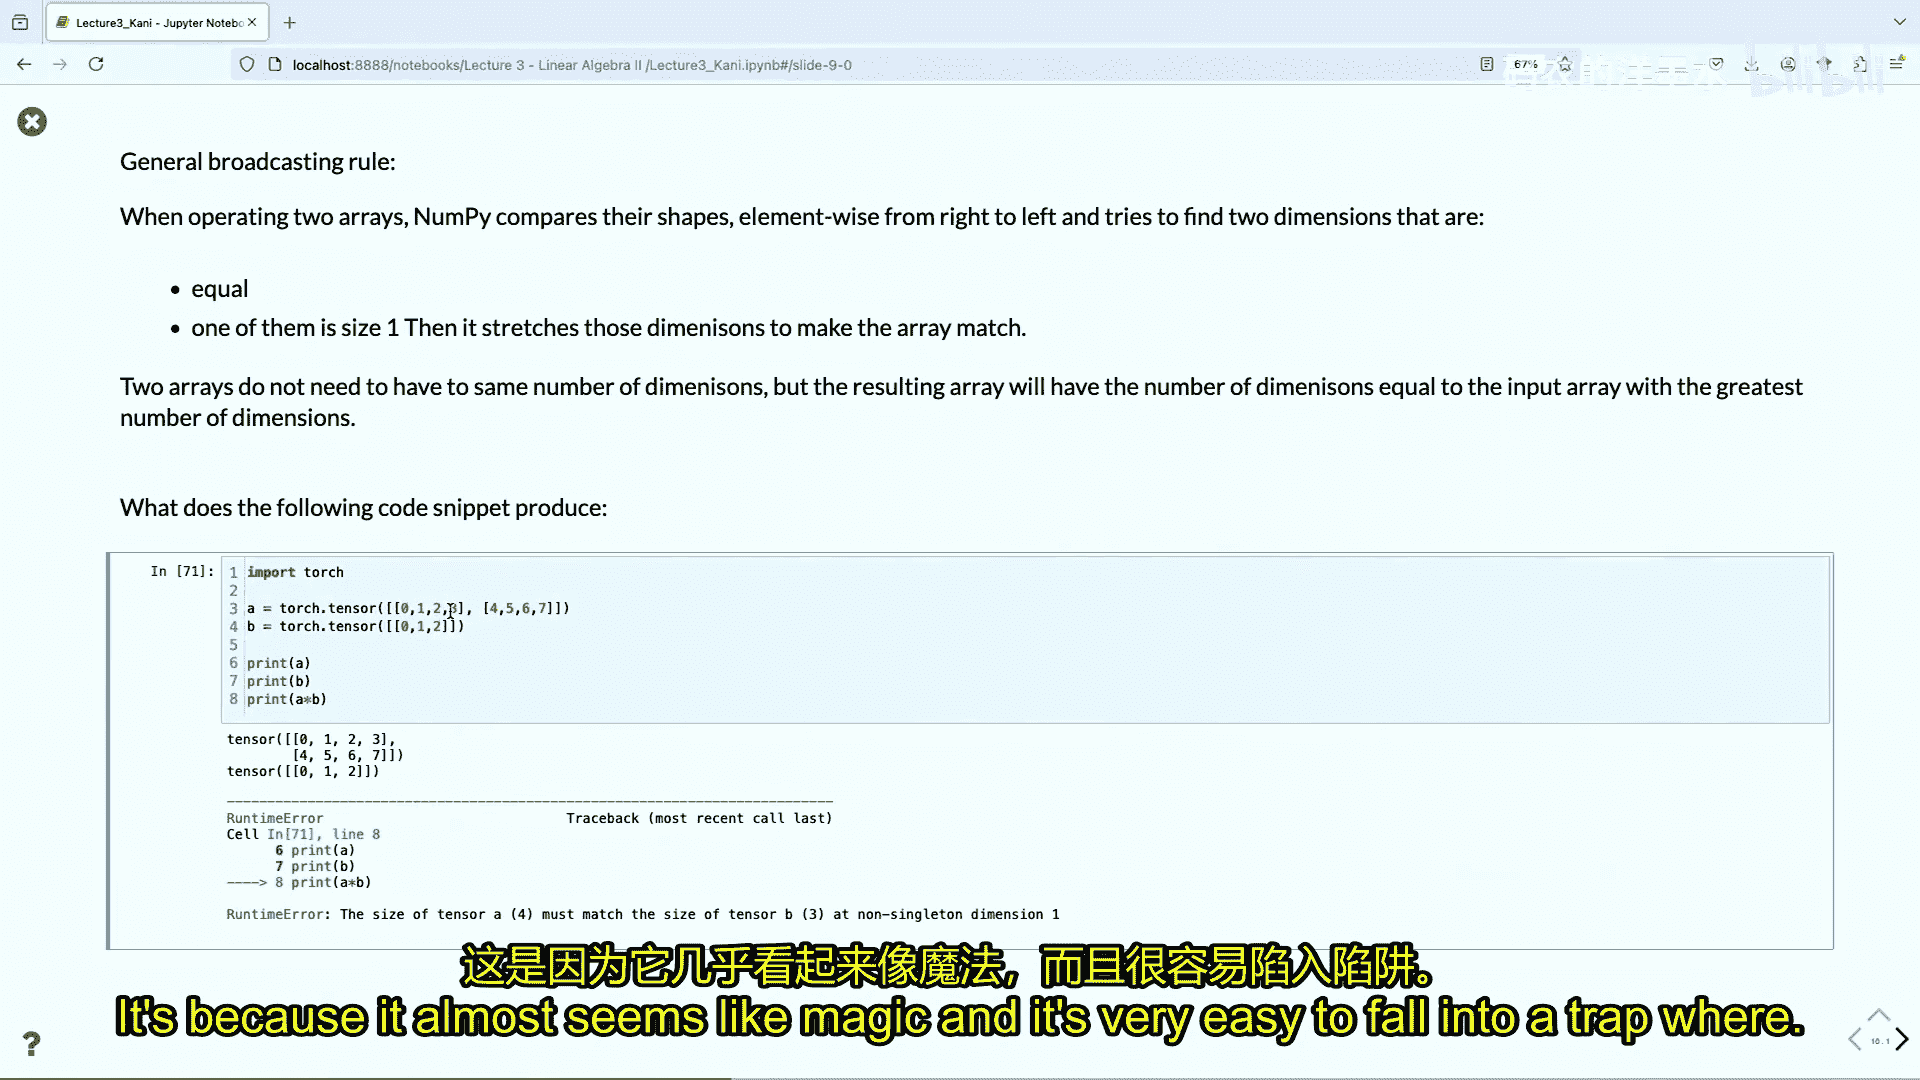 Lecture3_Kani - Jupyter Notebo
localhost:8888/notebooks/Lecture 3 - Linear Algebra II /Lecture3_Kani.ipynb#/slide-9-0
67%
bilibili
General broadcasting rule:
When operating two arrays, NumPy compares their shapes, element-wise from right to left and tries to find two dimensions that are:
• equal
• one of them is size 1 Then it stretches those dimenisons to make the array match.
Two arrays do not need to have to same number of dimenisons, but the resulting array will have the number of dimenisons equal to the input array with the greatest
number of dimensions.
What does the following code snippet produce:
In [71]:
1 import torch
2
3 a = torch.tensor([[0,1,2,3], [4,5,6,7]])
4 b = torch.tensor([[0,1,2]])
5
6 print(a)
7 print(b)
8 print(a*b)
tensor([[0, 1, 2, 3],
[4, 5, 6, 7]])
tensor([[0, 1, 2]])
RuntimeError Traceback (most recent call last)
Cell In[71], line 8
6 print(a)
7 print(b)
----> 8 print(a*b)
RuntimeError: The size of tensor a (4) must match the size of tensor b (3) at non-singleton dimension 1
这是因为它几乎看起来像魔法，而且很容易陷入陷阱。
It's because it almost seems like magic and it's very easy to fall into a trap where.
?
10.1